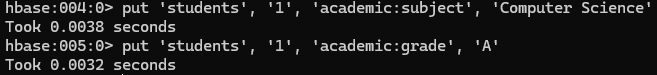 hbase:004:0> put 'students', '1', 'academic:subject', 'Computer Science'
Took 0.0038 seconds
hbase:005:0> put 'students', '1', 'academic:grade', 'A'
Took 0.0032 seconds